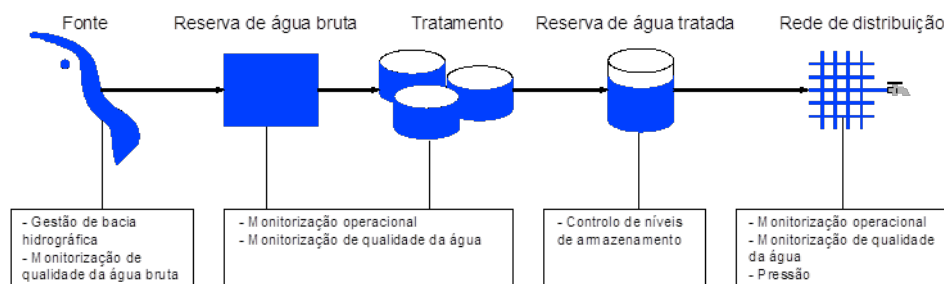 Fonte
Reserva de água bruta
Tratamento
Reserva de água tratada
Rede de distribuição
- Gestão de bacia
hidrográfica
- Monitorização de
qualidade da água bruta
- Monitorização operacional
- Monitorização de qualidade da água
- Controlo de níveis
de armazenamento
- Monitorização operacional
- Monitorização de qualidade
da água
- Pressão